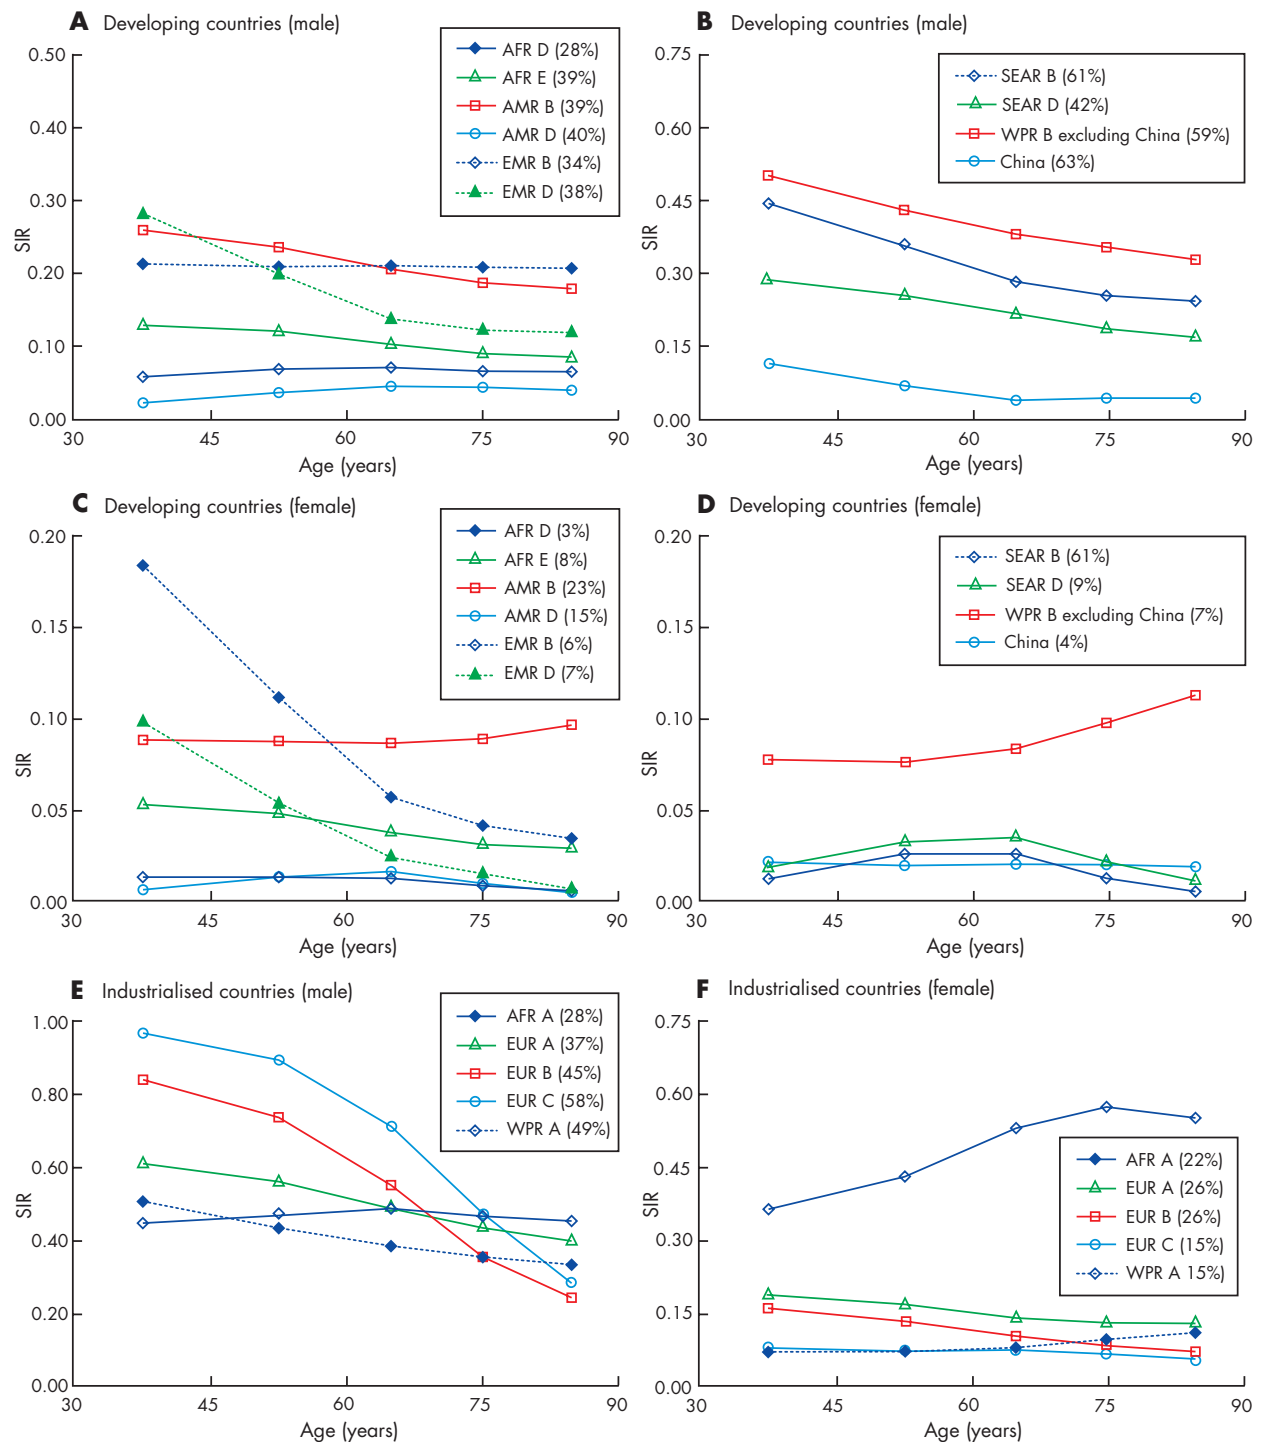 A Developing countries (male)
0.50
0.40
0.30
0.20
0.10
0.00
SIR
30 45 60 75 90
Age (years)
AFR D (28%)
AFR E (39%)
AMR B (39%)
AMR D (40%)
EMR B (34%)
EMR D (38%)
B Developing countries (male)
0.75
0.60
0.45
0.30
0.15
0.00
SIR
30 45 60 75 90
Age (years)
SEAR B (61%)
SEAR D (42%)
WPR B excluding China (59%)
China (63%)
C Developing countries (female)
0.20
0.15
0.10
0.05
0.00
SIR
30 45 60 75 90
Age (years)
AFR D (3%)
AFR E (8%)
AMR B (23%)
AMR D (15%)
EMR B (6%)
EMR D (7%)
D Developing countries (female)
0.20
0.15
0.10
0.05
0.00
SIR
30 45 60 75 90
Age (years)
SEAR B (61%)
SEAR D (9%)
WPR B excluding China (7%)
China (4%)
E Industrialised countries (male)
1.00
0.80
0.60
0.40
0.20
0.00
SIR
30 45 60 75 90
Age (years)
AFR A (28%)
EUR A (37%)
EUR B (45%)
EUR C (58%)
WPR A (49%)
F Industrialised countries (female)
0.75
0.60
0.45
0.30
0.15
0.00
SIR
30 45 60 75 90
Age (years)
AFR A (22%)
EUR A (26%)
EUR B (26%)
EUR C (15%)
WPR A 15%)